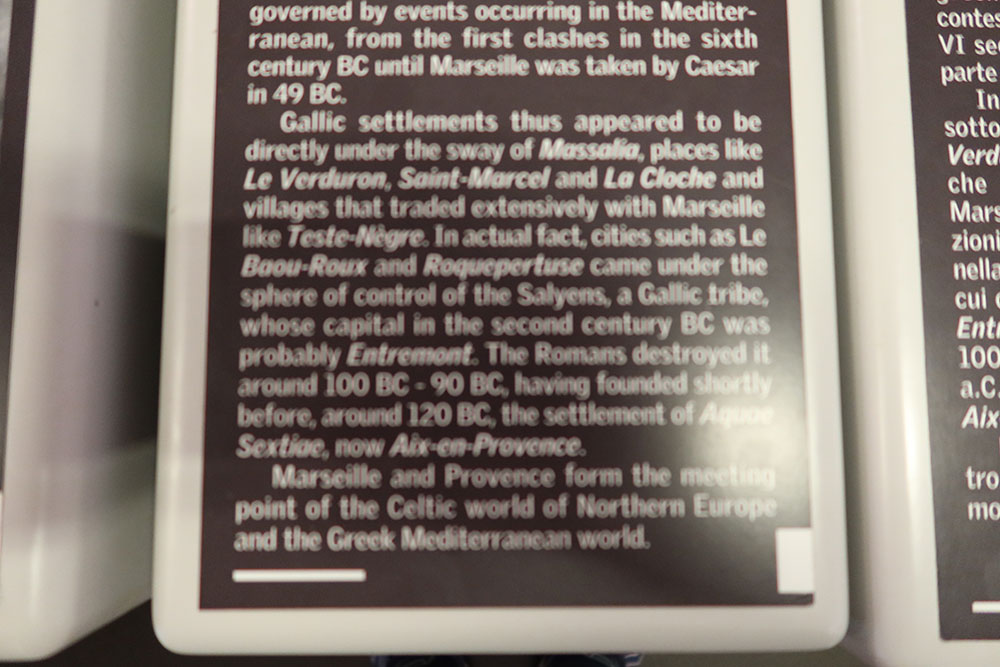 governed by events occurring in the Mediter-
ranean, from the first clashes in the sixth
century BC until Marseille was taken by Caesar
in 49 BC.
Gallic settlements thus appeared to be
directly under the sway of Massalia, places like
Le Verduron, Saint-Marcel and La Cloche and
villages that traded extensively with Marseille
like Teste-Nègre. In actual fact, cities such as Le
Baou-Roux and Roquepertuse came under the
sphere of control of the Salyens, a Gallic tribe,
whose capital in the second century BC was
probably Entremont. The Romans destroyed it
around 100 BC - 90 BC, having founded shortly
before, around 120 BC, the settlement of Aquae
Sextiae, now Aix-en-Provence.
Marseille and Provence form the meeting
point of the Celtic world of Northern Europe
and the Greek Mediterranean world.
contes
VI se
parte
In
sotto
Verd
che
Mars
zioni
nella
cui
Entr
100
a.C.
Aix
tro
mo